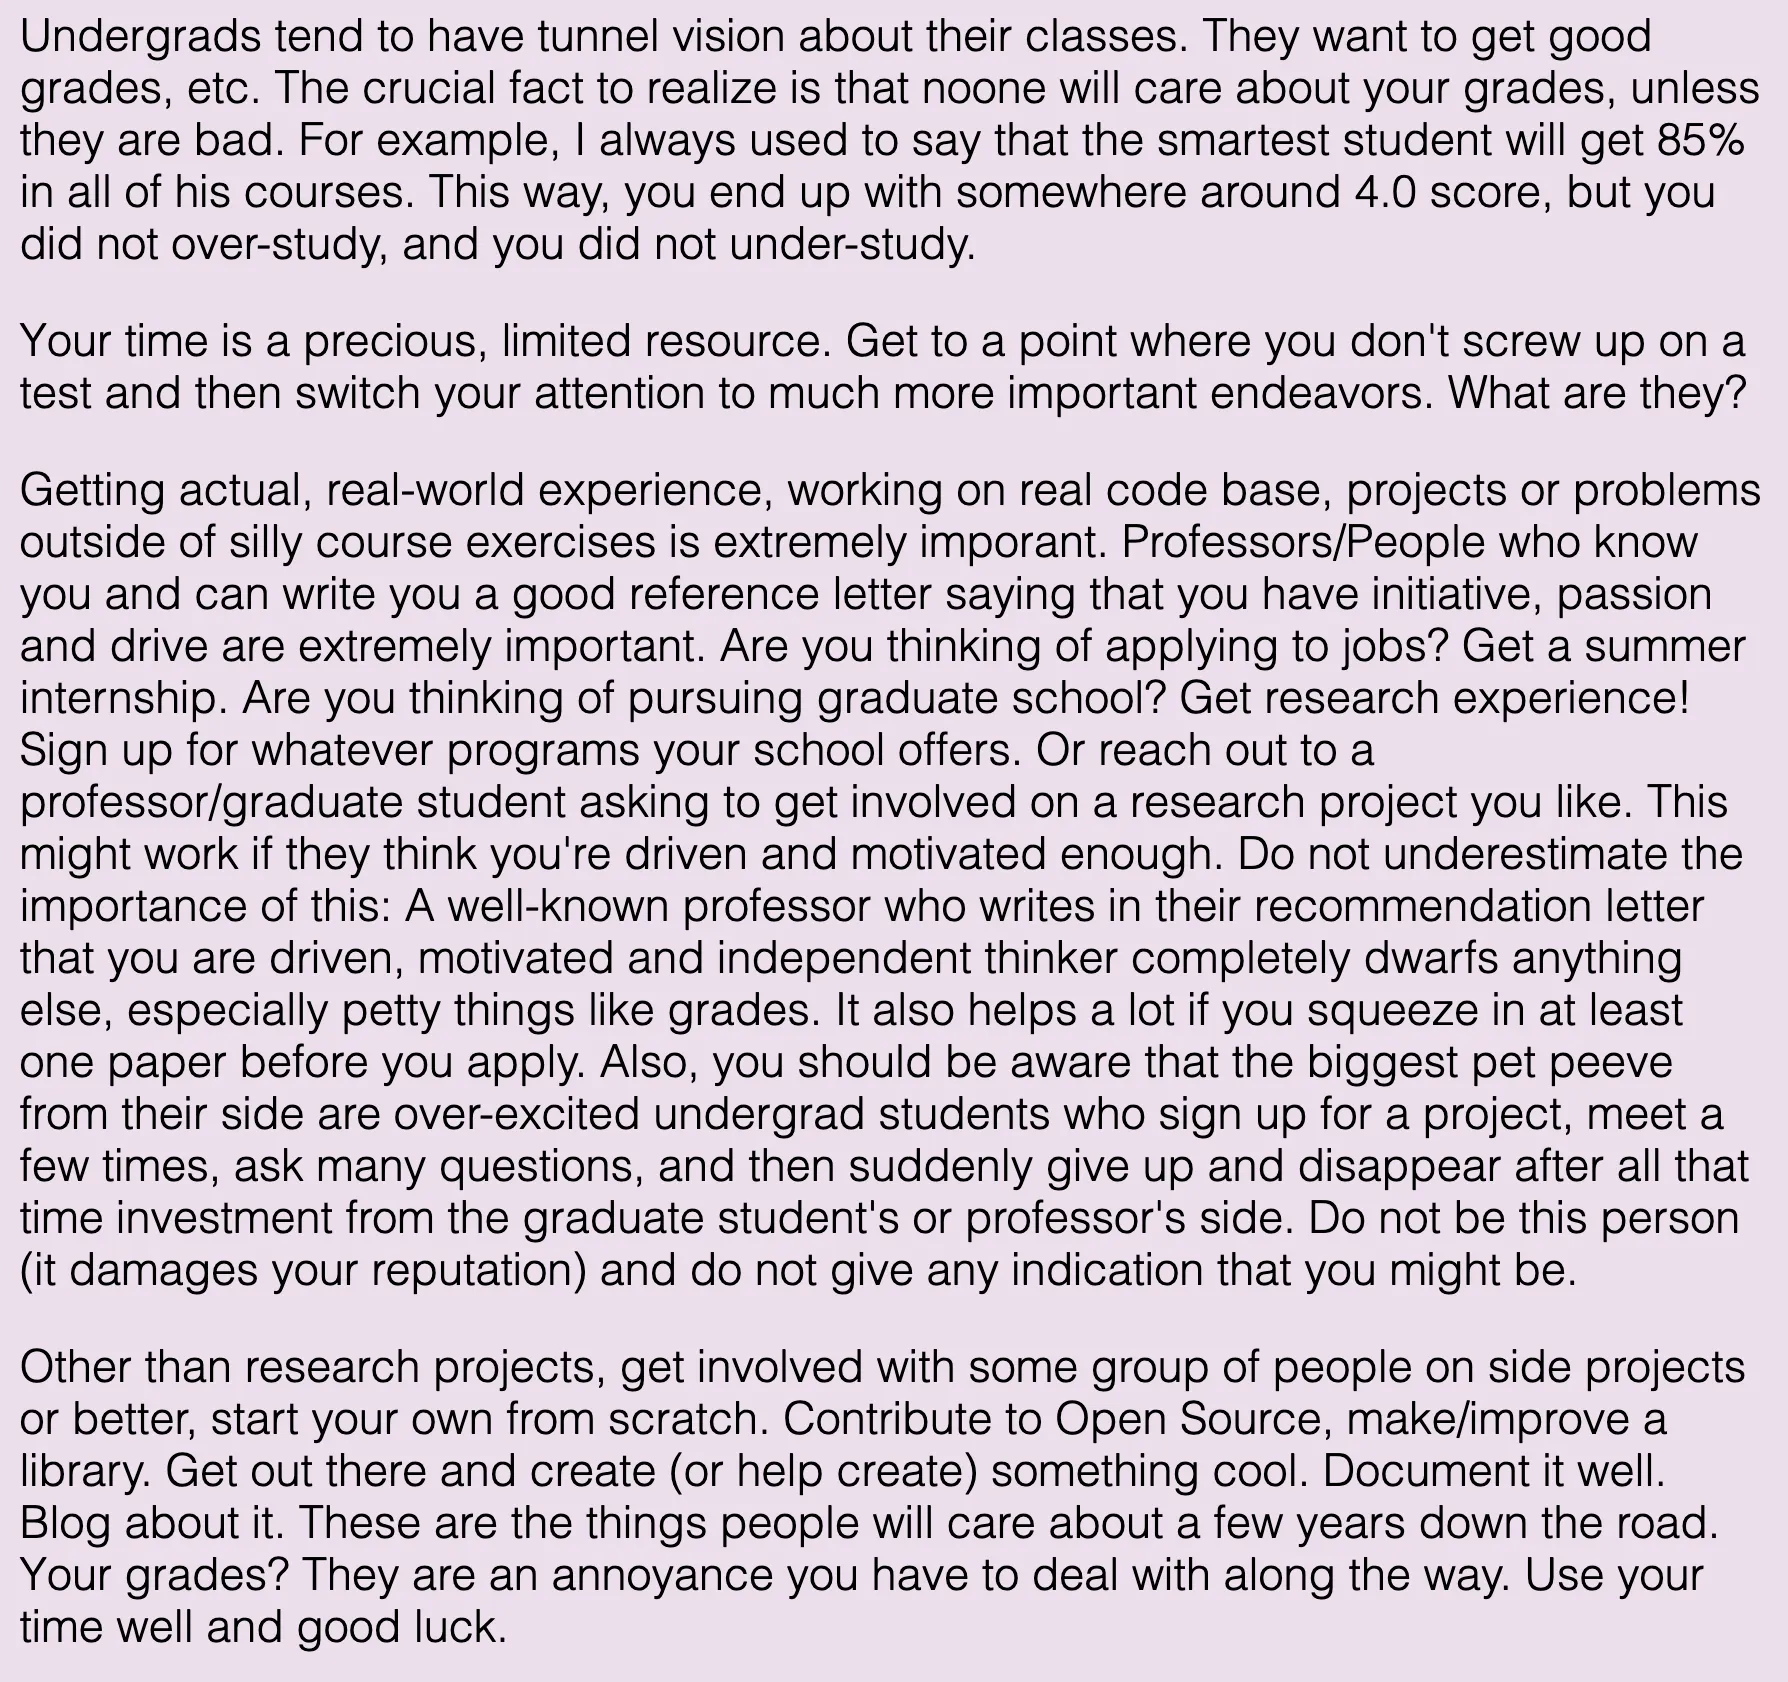 Undergrads tend to have tunnel vision about their classes. They want to get good
grades, etc. The crucial fact to realize is that noone will care about your grades, unless
they are bad. For example, I always used to say that the smartest student will get 85%
in all of his courses. This way, you end up with somewhere around 4.0 score, but you
did not over-study, and you did not under-study.
Your time is a precious, limited resource. Get to a point where you don't screw up on a
test and then switch your attention to much more important endeavors. What are they?
Getting actual, real-world experience, working on real code base, projects or problems
outside of silly course exercises is extremely imporant. Professors/People who know
you and can write you a good reference letter saying that you have initiative, passion
and drive are extremely important. Are you thinking of applying to jobs? Get a summer
internship. Are you thinking of pursuing graduate school? Get research experience!
Sign up for whatever programs your school offers. Or reach out to a
professor/graduate student asking to get involved on a research project you like. This
might work if they think you're driven and motivated enough. Do not underestimate the
importance of this: A well-known professor who writes in their recommendation letter
that you are driven, motivated and independent thinker completely dwarfs anything
else, especially petty things like grades. It also helps a lot if you squeeze in at least
one paper before you apply. Also, you should be aware that the biggest pet peeve
from their side are over-excited undergrad students who sign up for a project, meet a
few times, ask many questions, and then suddenly give up and disappear after all that
time investment from the graduate student's or professor's side. Do not be this person
(it damages your reputation) and do not give any indication that you might be.
Other than research projects, get involved with some group of people on side projects
or better, start your own from scratch. Contribute to Open Source, make/improve a
library. Get out there and create (or help create) something cool. Document it well.
Blog about it. These are the things people will care about a few years down the road.
Your grades? They are an annoyance you have to deal with along the way. Use your
time well and good luck.